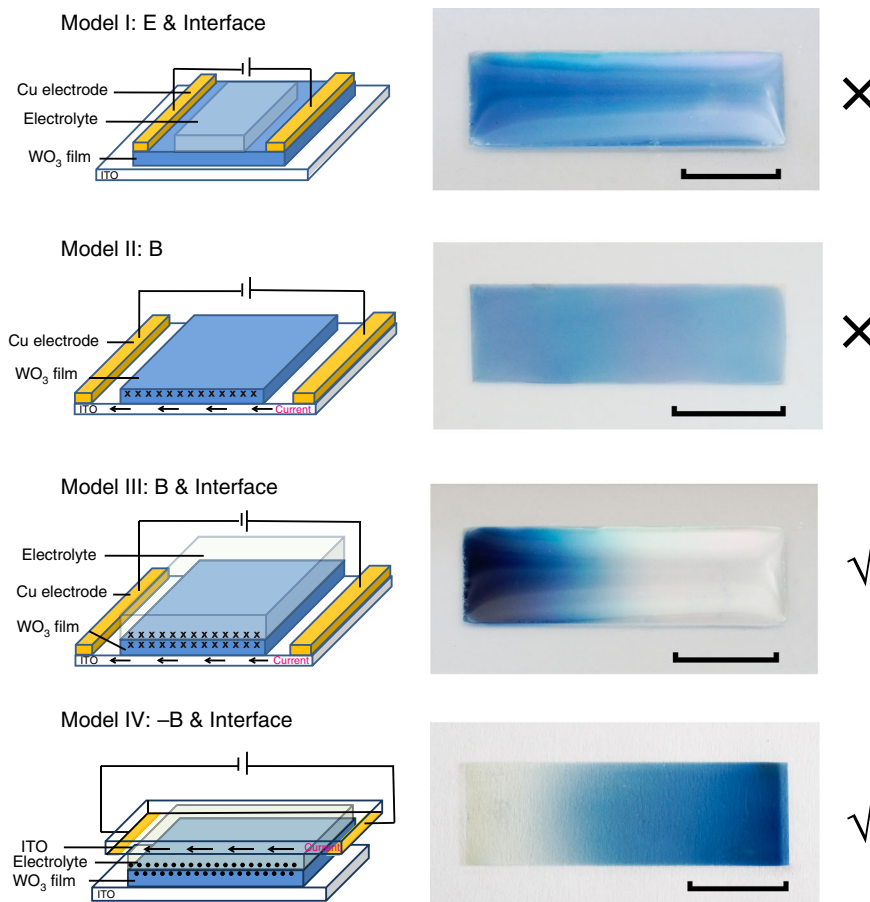 Model I: E & Interface
Cu electrode
Electrolyte
WO₃ film
ITO
×
Model II: B
Cu electrode
WO₃ film
x x x x x x x x x x x x x
ITO
Current
×
Model III: B & Interface
Electrolyte
Cu electrode
WO₃ film
x x x x x x x x x x x x x
x x x x x x x x x x x x x
ITO
Current
√
Model IV: –B & Interface
ITO
Current
Electrolyte
WO₃ film
ITO
√